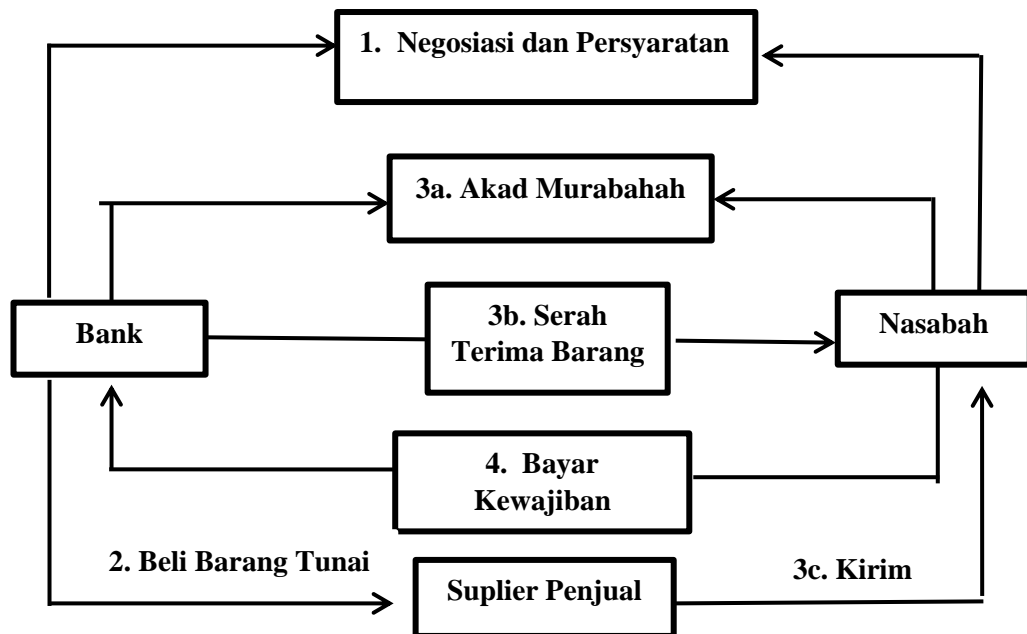 1. Negosiasi dan Persyaratan
3a. Akad Murabahah
Bank
3b. Serah
Terima Barang
Nasabah
4. Bayar
Kewajiban
2. Beli Barang Tunai
Suplier Penjual
3c. Kirim